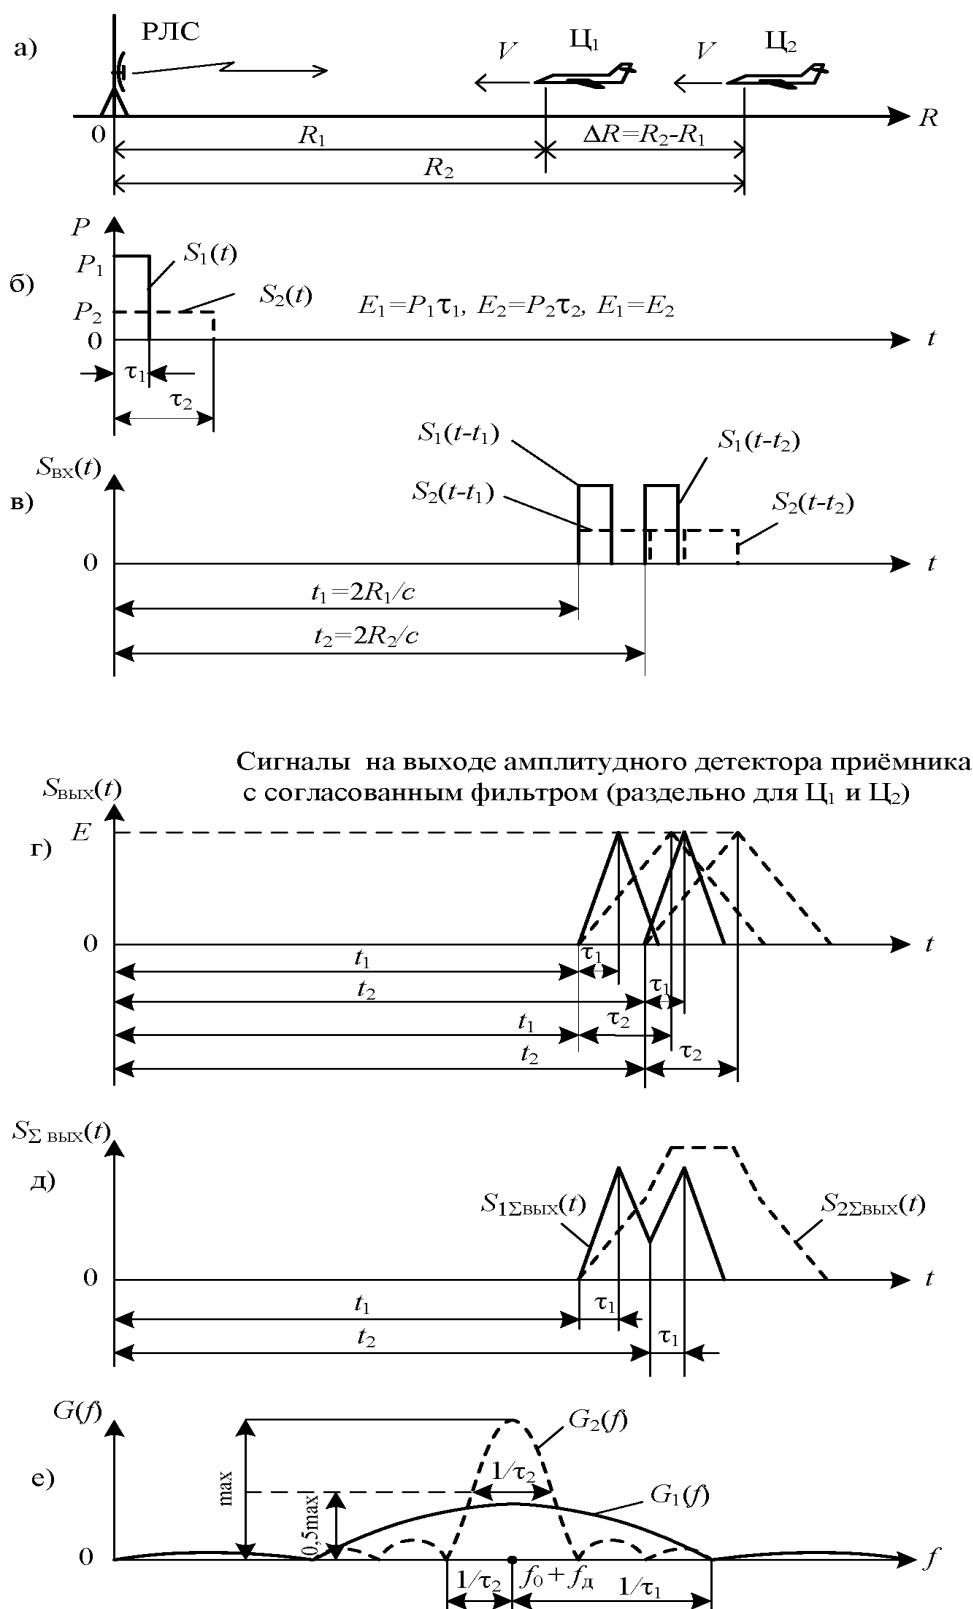 а)
РЛС
V
Ц₁
V
Ц₂
0
R₁
ΔR=R₂-R₁
R
R₂
б)
P
P₁
S₁(t)
P₂
S₂(t)
E₁=P₁τ₁, E₂=P₂τ₂, E₁=E₂
0
t
τ₁
τ₂
в)
S_ВХ(t)
S₁(t-t₁)
S₁(t-t₂)
S₂(t-t₁)
S₂(t-t₂)
0
t
t₁=2R₁/c
t₂=2R₂/c
Сигналы на выходе амплитудного детектора приёмника
с согласованным фильтром (раздельно для Ц₁ и Ц₂)
г)
S_ВЫХ(t)
E
0
t
t₁
τ₁
t₂
τ₁
t₁
τ₂
t₂
τ₂
д)
S_Σ ВЫХ(t)
S₁ΣВЫХ(t)
S₂ΣВЫХ(t)
0
t
t₁
τ₁
t₂
τ₁
е)
G(f)
G₂(f)
max
1/τ₂
0,5max
G₁(f)
0
f
1/τ₂
f₀+f_д
1/τ₁